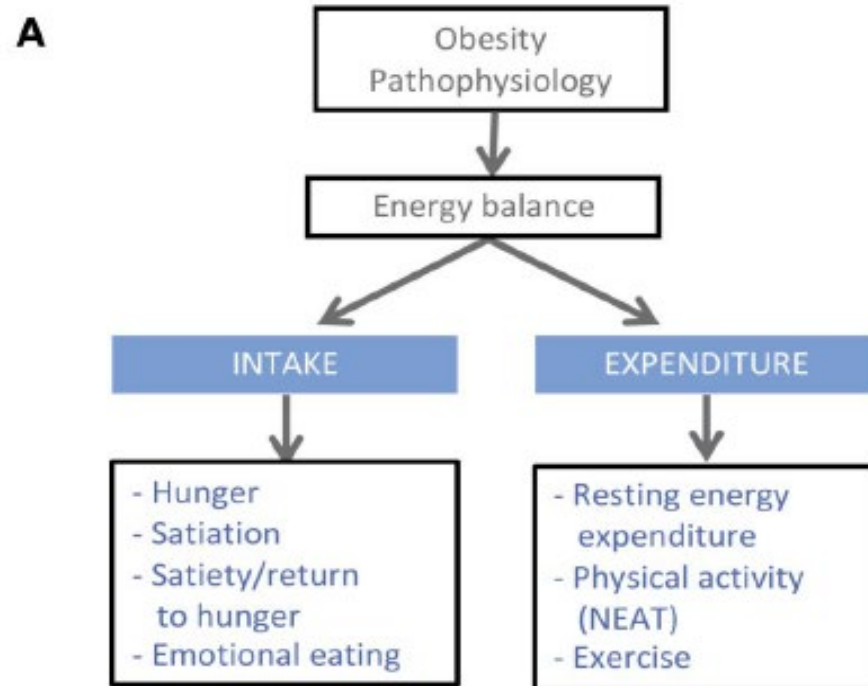 A
Obesity
Pathophysiology
Energy balance
INTAKE
EXPENDITURE
- Hunger
- Satiation
- Satiety/return
to hunger
- Emotional eating
- Resting energy
expenditure
- Physical activity
(NEAT)
- Exercise